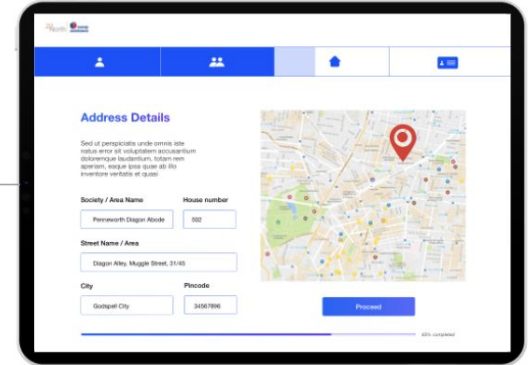 Address Details
Sed ut perspiciatis unde omnis iste
natus error sit voluptatem accusantium
doloremque laudantium, totam rem
aperiam, eaque ipsa quae ab illo
inventore veritatis et quasi
Society / Area Name House number
Penneworth Diagon Abode 502
Street Name / Area
Diagon Alley, Muggle Street, 31/45
City Pincode
Godspell City 34567896
Proceed
completed